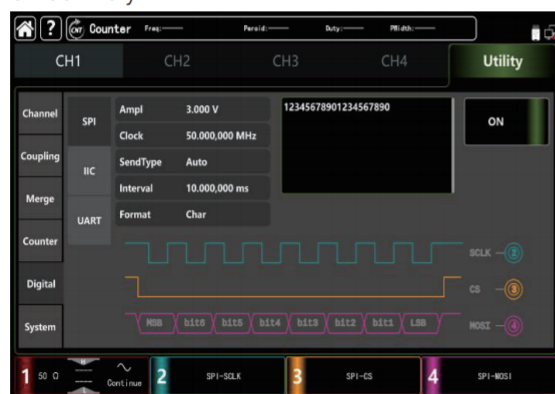 ? Counter Freq: Peroid: Duty: PWidth:
CH1 CH2 CH3 CH4 Utility
Channel
Coupling
Merge
Counter
Digital
System
SPI
IIC
UART
Ampl 3.000 V
Clock 50.000,000 MHz
SendType Auto
Interval 10.000,000 ms
Format Char
12345678901234567890
ON
SCLK 2
CS 3
MSB bit6 bit5 bit4 bit3 bit2 bit1 LSB MOSI 4
1 50 Ω Continue 2 SPI-SCLK 3 SPI-CS 4 SPI-MOSI